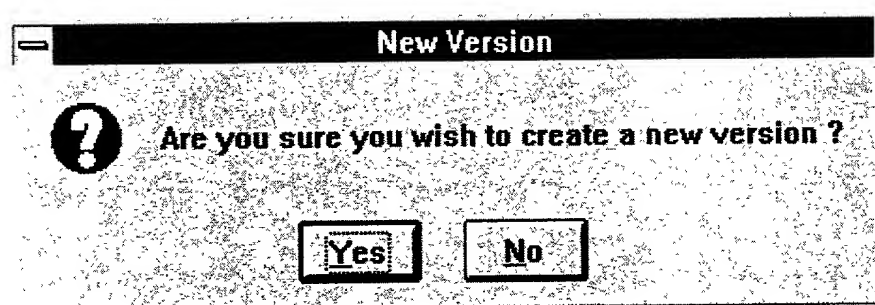 New Version
Are you sure you wish to create a new version ?
Yes
No